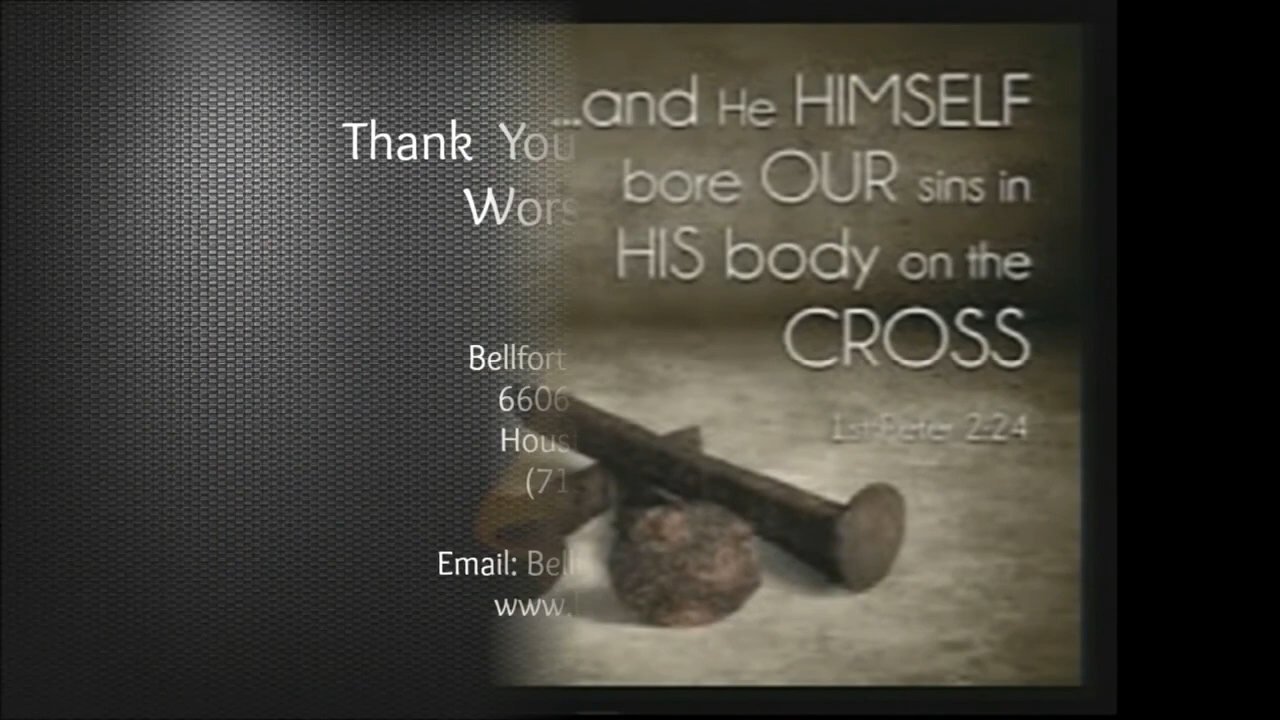 Thank You
Wors
Bellfort
6606
Hous
(71
Email: Bell
www.
...and He HIMSELF
bore OUR sins in
HIS body on the
CROSS
1st Peter 2:24